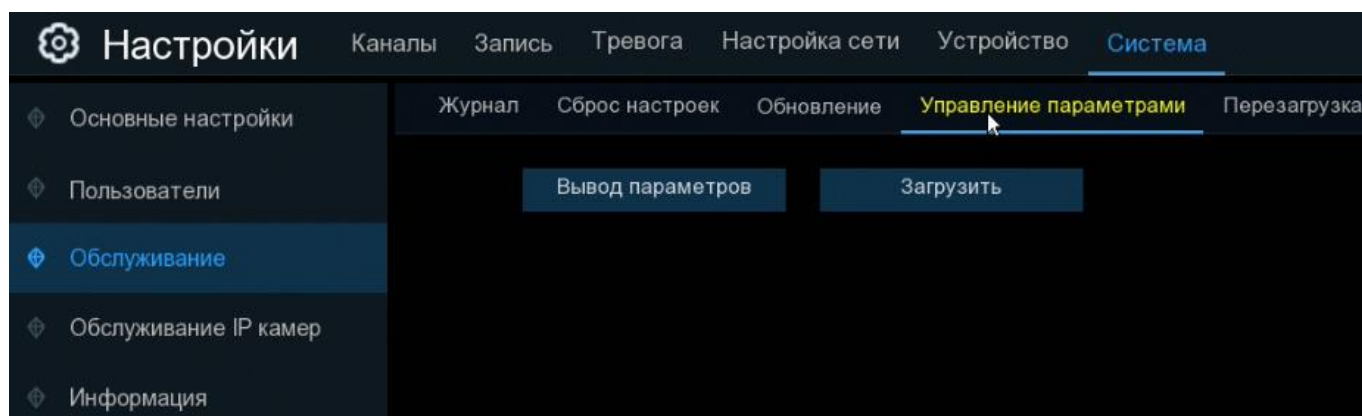 Настройки Каналы Запись Тревога Настройка сети Устройство Система
Журнал Сброс настроек Обновление Управление параметрами Перезагрузка
Основные настройки
Вывод параметров Загрузить
Пользователи
Обслуживание
Обслуживание IP камер
Информация